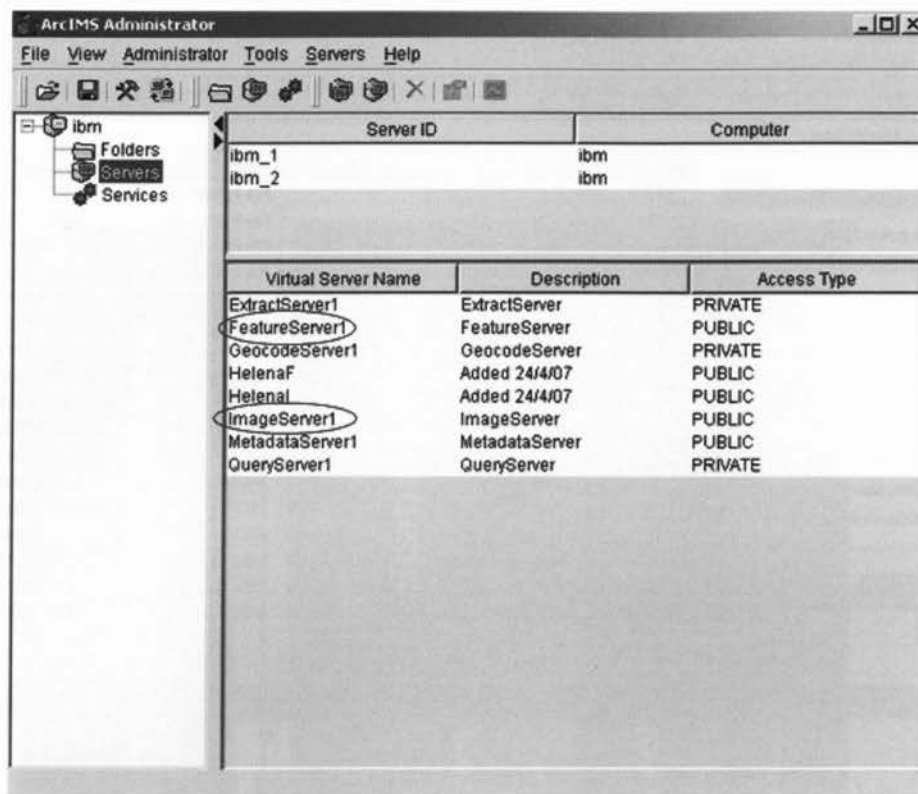 ArcIMS Administrator
File View Administrator Tools Servers Help
ibm
Folders
Servers
Services
Server ID Computer
ibm_1 ibm
ibm_2 ibm
Virtual Server Name Description Access Type
ExtractServer1 ExtractServer PRIVATE
FeatureServer1 FeatureServer PUBLIC
GeocodeServer1 GeocodeServer PRIVATE
HelenaF Added 24/4/07 PUBLIC
HelenaI Added 24/4/07 PUBLIC
ImageServer1 ImageServer PUBLIC
MetadataServer1 MetadataServer PUBLIC
QueryServer1 QueryServer PRIVATE